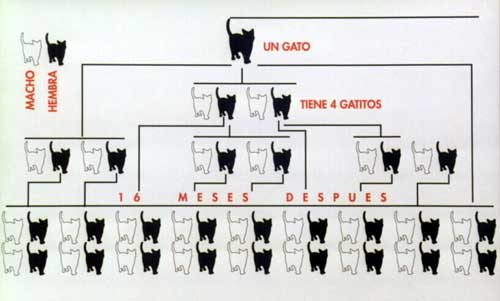 UN GATO
MACHO
HEMBRA
TIENE 4 GATITOS
16 MESES DESPUES